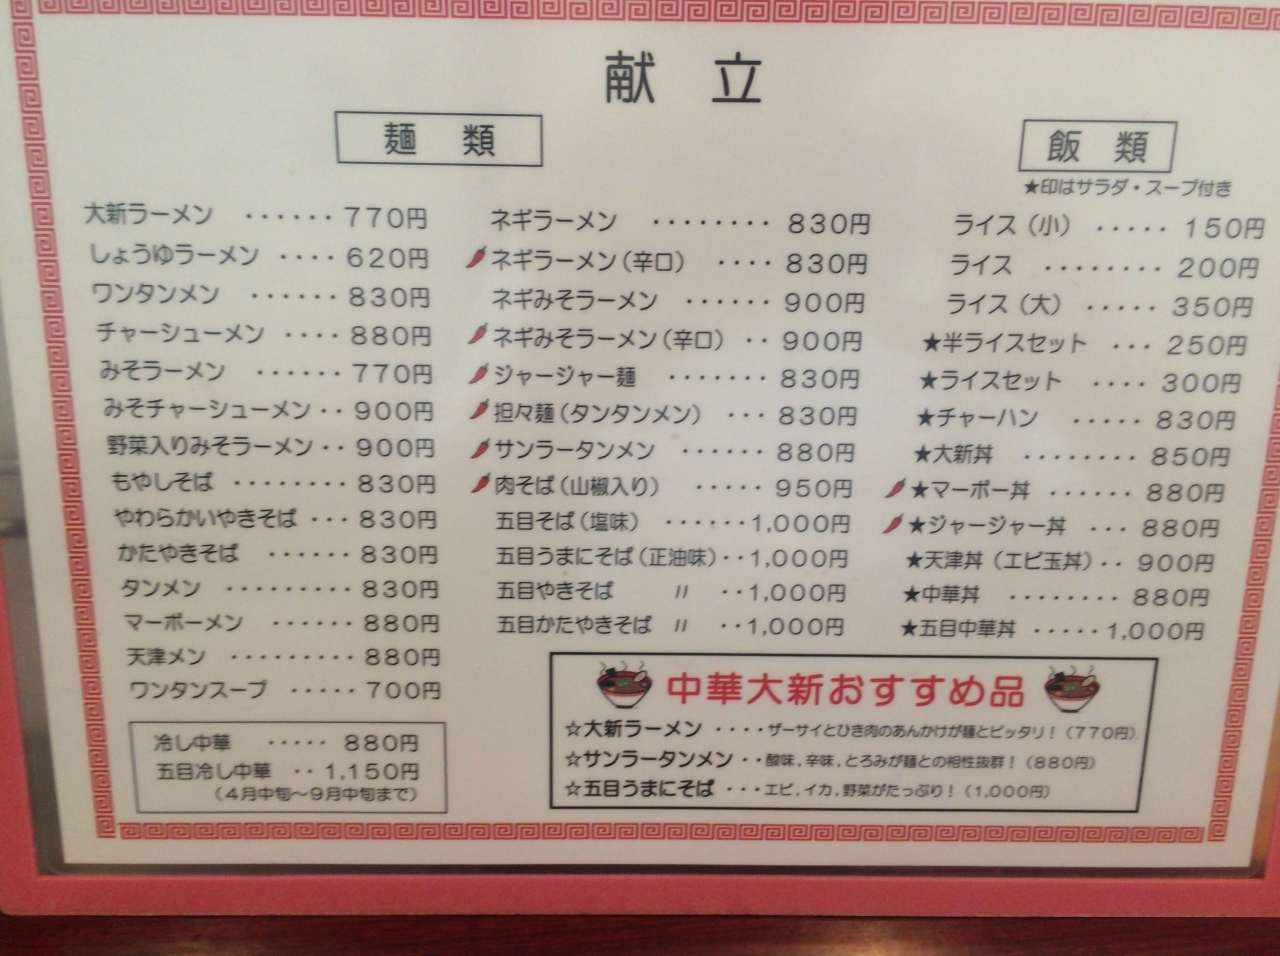 献立
麺類
大新ラーメン ・・・・・・ 770円
しょうゆラーメン ・・・・ 620円
ワンタンメン ・・・・・・ 830円
チャーシューメン ・・・・ 880円
みそラーメン ・・・・・・ 770円
みそチャーシューメン ・・ 900円
野菜入りみそラーメン ・・ 900円
もやしそば ・・・・・・・・ 830円
やわらかいやきそば ・・・ 830円
かたやきそば ・・・・・・ 830円
タンメン ・・・・・・・・・ 830円
マーボーメン ・・・・・・ 880円
天津メン ・・・・・・・・・ 880円
ワンタンスープ ・・・・・ 700円
冷し中華 ・・・・・ 880円
五目冷し中華 ・・ 1,150円
（4月中旬〜9月中旬まで）
ネギラーメン ・・・・・・・・ 830円
ネギラーメン（辛口） ・・・・ 830円
ネギみそラーメン ・・・・・・ 900円
ネギみそラーメン（辛口） ・・ 900円
ジャージャー麺 ・・・・・・・ 830円
担々麺（タンタンメン） ・・・ 830円
サンラータンメン ・・・・・・ 880円
肉そば（山椒入り） ・・・・・ 950円
五目そば（塩味） ・・・・・・1,000円
五目うまにそば（正油味）・・1,000円
五目やきそば 〃 ・・1,000円
五目かたやきそば 〃 ・・1,000円
飯類
★印はサラダ・スープ付き
ライス（小） ・・・・・ 150円
ライス ・・・・・・・・ 200円
ライス（大） ・・・・・ 350円
★半ライスセット ・・・ 250円
★ライスセット ・・・・ 300円
★チャーハン ・・・・・ 830円
★大新丼 ・・・・・・・・ 850円
★マーボー丼 ・・・・・・ 880円
★ジャージャー丼 ・・・ 880円
★天津丼（エビ玉丼）・・ 900円
★中華丼 ・・・・・・・・ 880円
★五目中華丼 ・・・・・1,000円
中華大新おすすめ品
☆大新ラーメン ・・・・ザーサイとひき肉のあんかけが麺とピッタリ！（770円）
☆サンラータンメン・・酸味，辛味，とろみが麺との相性抜群！（880円）
☆五目うまにそば ・・・エビ，イカ，野菜がたっぷり！（1,000円）